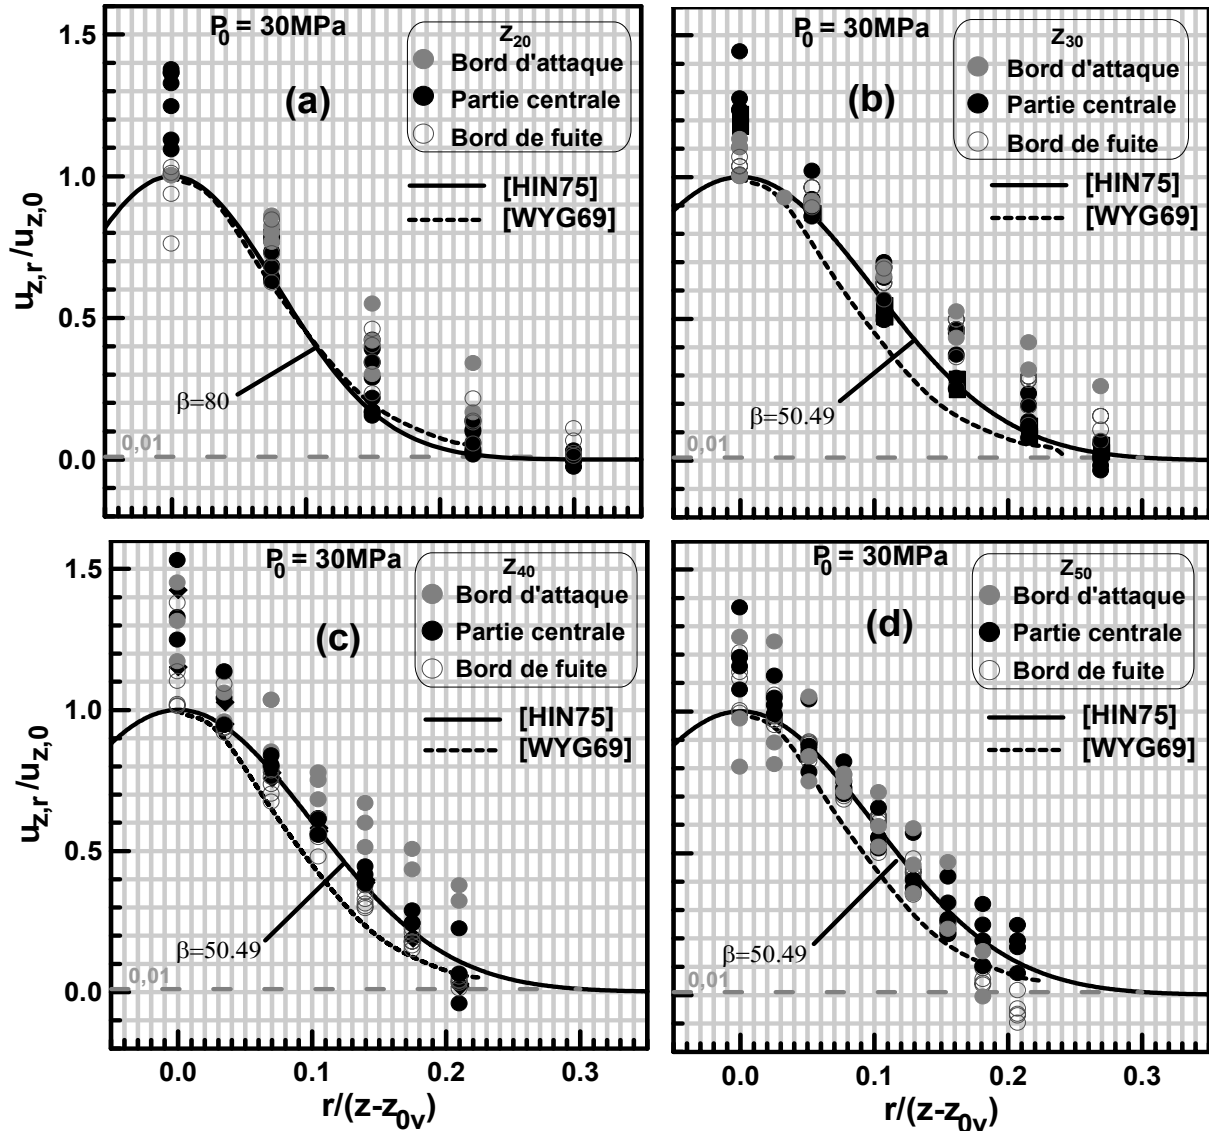 P₀ = 30MPa
z₂₀
Bord d'attaque
Partie centrale
Bord de fuite
(a)
[HIN75]
[WYG69]
β=80
0,01
1.5
1.0
0.5
0.0
u_z,r/u_z,0
P₀ = 30MPa
z₃₀
Bord d'attaque
Partie centrale
Bord de fuite
(b)
[HIN75]
[WYG69]
β=50.49
0,01
P₀ = 30MPa
z₄₀
Bord d'attaque
Partie centrale
Bord de fuite
(c)
[HIN75]
[WYG69]
β=50.49
0,01
1.5
1.0
0.5
0.0
u_z,r/u_z,0
0.0 0.1 0.2 0.3
r/(z-z₀ᵥ)
P₀ = 30MPa
z₅₀
Bord d'attaque
Partie centrale
Bord de fuite
(d)
[HIN75]
[WYG69]
β=50.49
0,01
0.0 0.1 0.2 0.3
r/(z-z₀ᵥ)